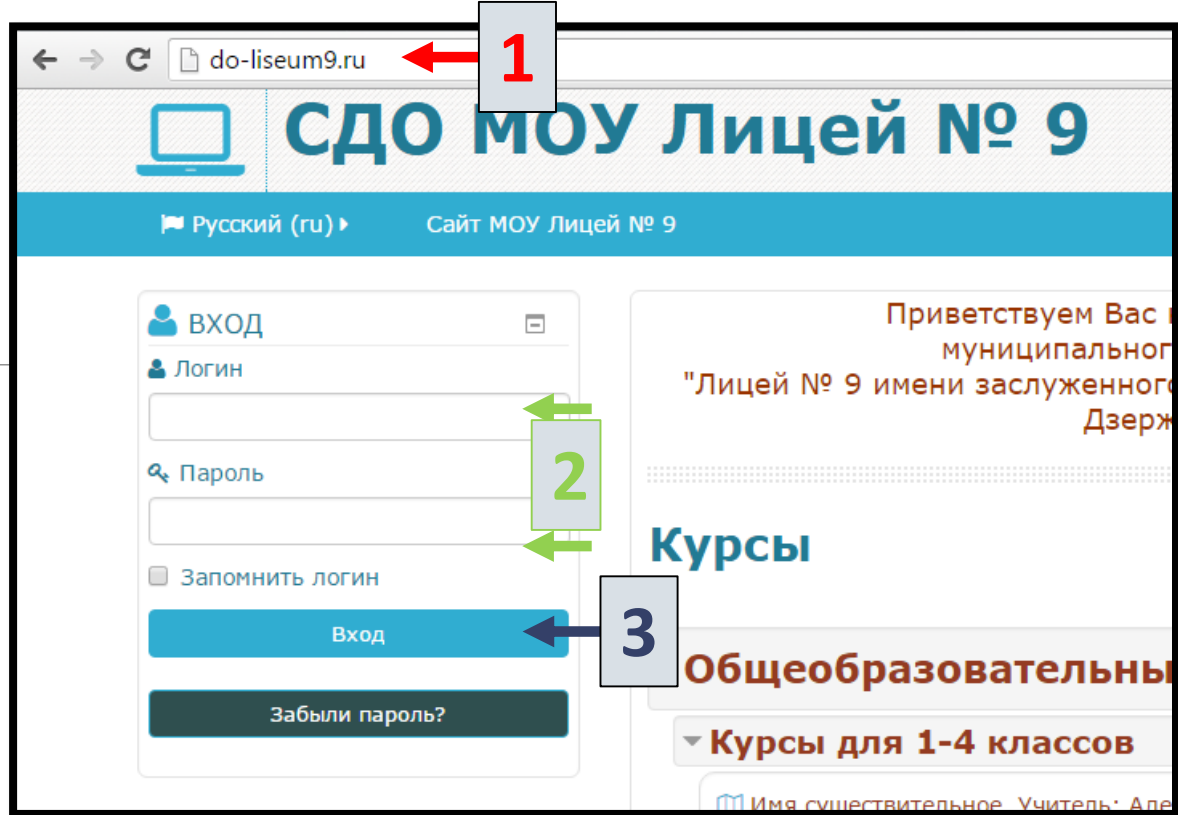 do-liseum9.ru
1
СДО МОУ Лицей № 9
Русский (ru)
Сайт МОУ Лицей № 9
ВХОД
Логин
2
Пароль
Запомнить логин
Вход
3
Забыли пароль?
Приветствуем Вас
муниципальног
"Лицей № 9 имени заслуженног
Дзерж
Курсы
Общеобразовательны
Курсы для 1-4 классов
Имя существительное. Учитель: Але